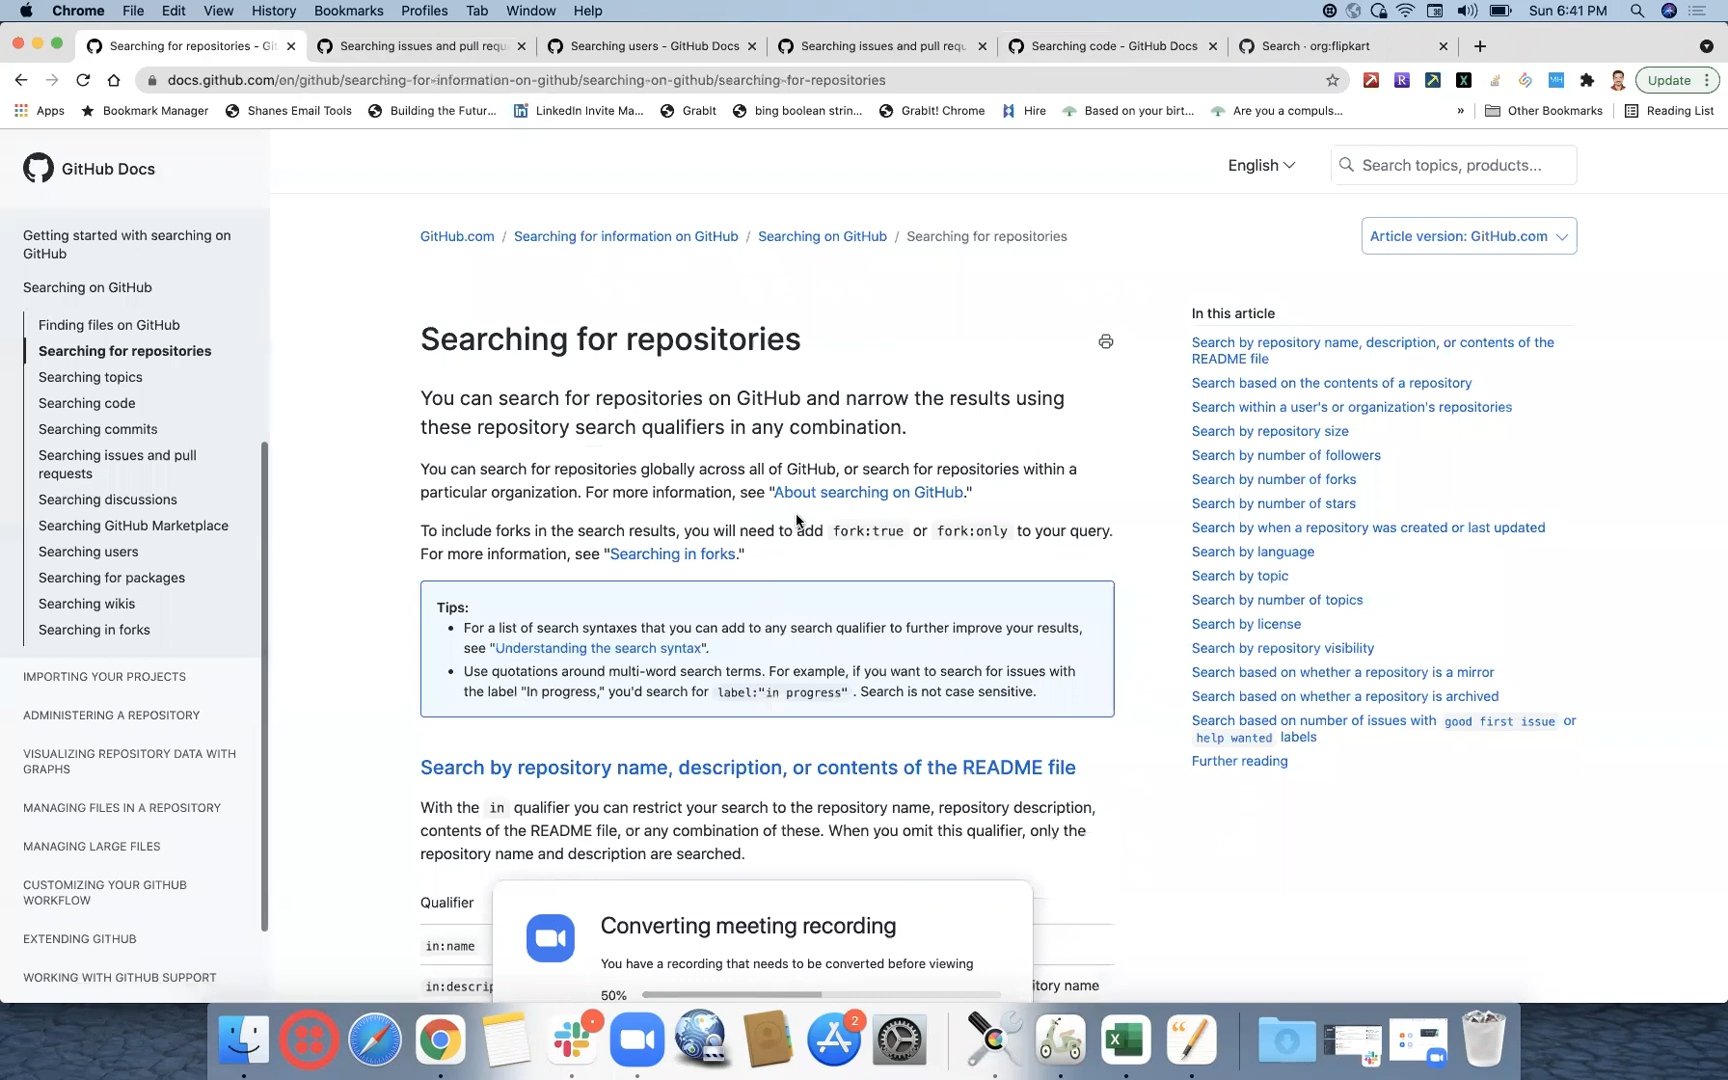 Chrome File Edit View History Bookmarks Profiles Tab Window Help Sun 6:41 PM
Searching for repositories - Git Searching issues and pull requ Searching users - GitHub Docs Searching issues and pull requ Searching code - GitHub Docs Search · org:flipkart
docs.github.com/en/github/searching-for-information-on-github/searching-on-github/searching-for-repositories Update
Apps Bookmark Manager Shanes Email Tools Building the Futur... LinkedIn Invite Ma... GrabIt bing boolean strin... GrabIt! Chrome Hire Based on your birt... Are you a compuls... » Other Bookmarks Reading List
GitHub Docs
English
Search topics, products...
Getting started with searching on
GitHub
Searching on GitHub
Finding files on GitHub
Searching for repositories
Searching topics
Searching code
Searching commits
Searching issues and pull
requests
Searching discussions
Searching GitHub Marketplace
Searching users
Searching for packages
Searching wikis
Searching in forks
IMPORTING YOUR PROJECTS
ADMINISTERING A REPOSITORY
VISUALIZING REPOSITORY DATA WITH
GRAPHS
MANAGING FILES IN A REPOSITORY
MANAGING LARGE FILES
CUSTOMIZING YOUR GITHUB
WORKFLOW
EXTENDING GITHUB
WORKING WITH GITHUB SUPPORT
GitHub.com / Searching for information on GitHub / Searching on GitHub / Searching for repositories
Article version: GitHub.com
Searching for repositories
You can search for repositories on GitHub and narrow the results using
these repository search qualifiers in any combination.
You can search for repositories globally across all of GitHub, or search for repositories within a
particular organization. For more information, see "About searching on GitHub."
To include forks in the search results, you will need to add fork:true or fork:only to your query.
For more information, see "Searching in forks."
Tips:
• For a list of search syntaxes that you can add to any search qualifier to further improve your results,
see "Understanding the search syntax".
• Use quotations around multi-word search terms. For example, if you want to search for issues with
the label "In progress," you'd search for label:"in progress" . Search is not case sensitive.
Search by repository name, description, or contents of the README file
With the in qualifier you can restrict your search to the repository name, repository description,
contents of the README file, or any combination of these. When you omit this qualifier, only the
repository name and description are searched.
Qualifier
in:name
in:descrip
itory name
Converting meeting recording
You have a recording that needs to be converted before viewing
50%
In this article
Search by repository name, description, or contents of the
README file
Search based on the contents of a repository
Search within a user's or organization's repositories
Search by repository size
Search by number of followers
Search by number of forks
Search by number of stars
Search by when a repository was created or last updated
Search by language
Search by topic
Search by number of topics
Search by license
Search by repository visibility
Search based on whether a repository is a mirror
Search based on whether a repository is archived
Search based on number of issues with good first issue or
help wanted labels
Further reading
2